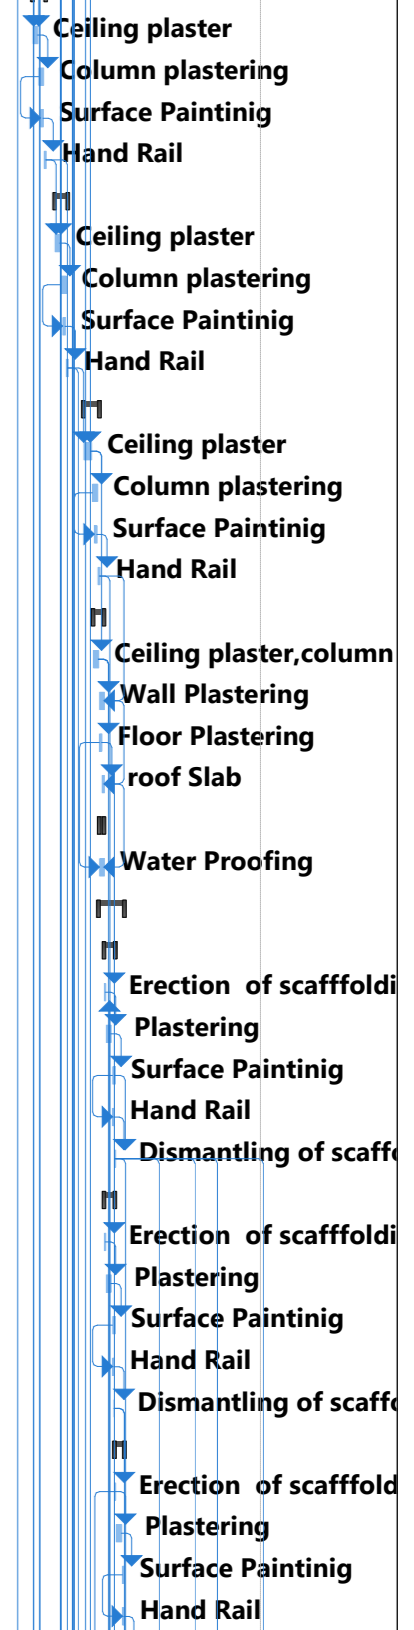 Ceiling plaster
Column plastering
Surface Paintinig
Hand Rail
Ceiling plaster
Column plastering
Surface Paintinig
Hand Rail
Ceiling plaster
Column plastering
Surface Paintinig
Hand Rail
Ceiling plaster,column
Wall Plastering
Floor Plastering
roof Slab
Water Proofing
Erection  of scafffoldi
Plastering
Surface Paintinig
Hand Rail
Dismantling of scaffo
Erection  of scafffoldi
Plastering
Surface Paintinig
Hand Rail
Dismantling of scaffo
Erection  of scafffold
Plastering
Surface Paintinig
Hand Rail